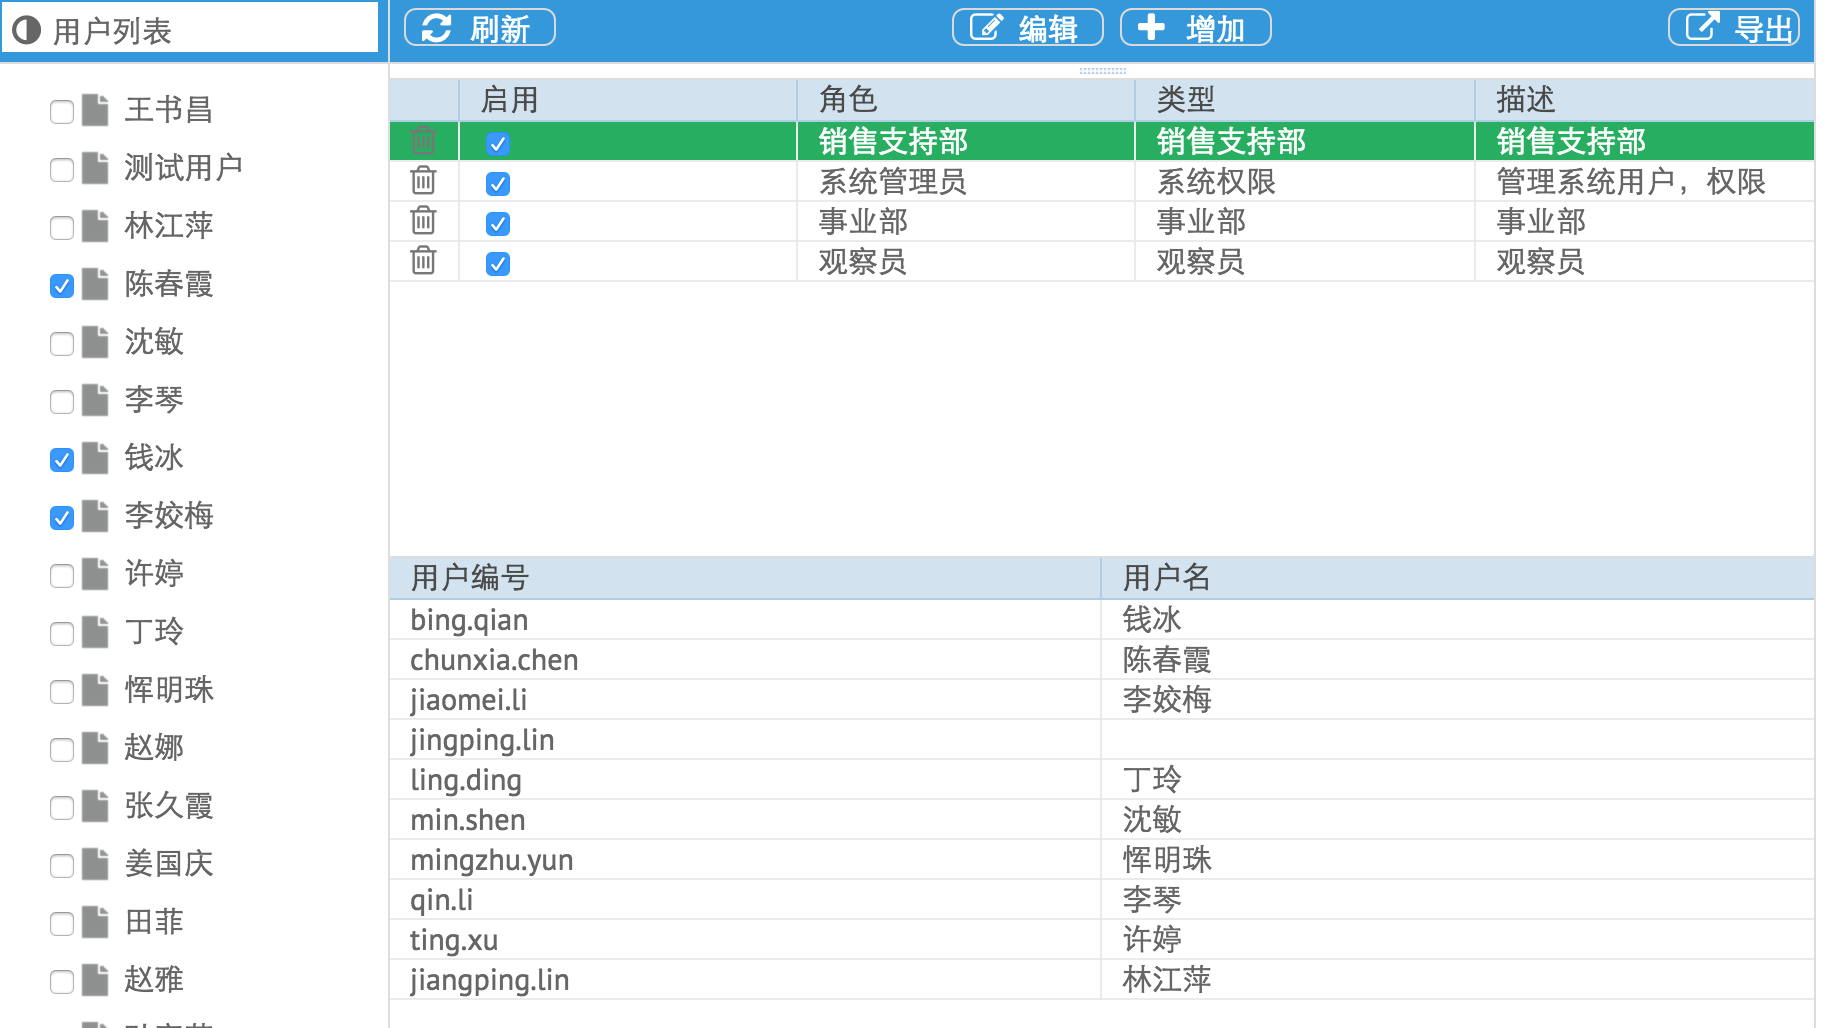 用户列表
刷新 编辑 增加 导出
王书昌
测试用户
林江萍
陈春霞
沈敏
李琴
钱冰
李姣梅
许婷
丁玲
恽明珠
赵娜
张久霞
姜国庆
田菲
赵雅
启用 角色 类型 描述
销售支持部 销售支持部 销售支持部
系统管理员 系统权限 管理系统用户，权限
事业部 事业部 事业部
观察员 观察员 观察员
用户编号 用户名
bing.qian 钱冰
chunxia.chen 陈春霞
jiaomei.li 李姣梅
jingping.lin
ling.ding 丁玲
min.shen 沈敏
mingzhu.yun 恽明珠
qin.li 李琴
ting.xu 许婷
jiangping.lin 林江萍